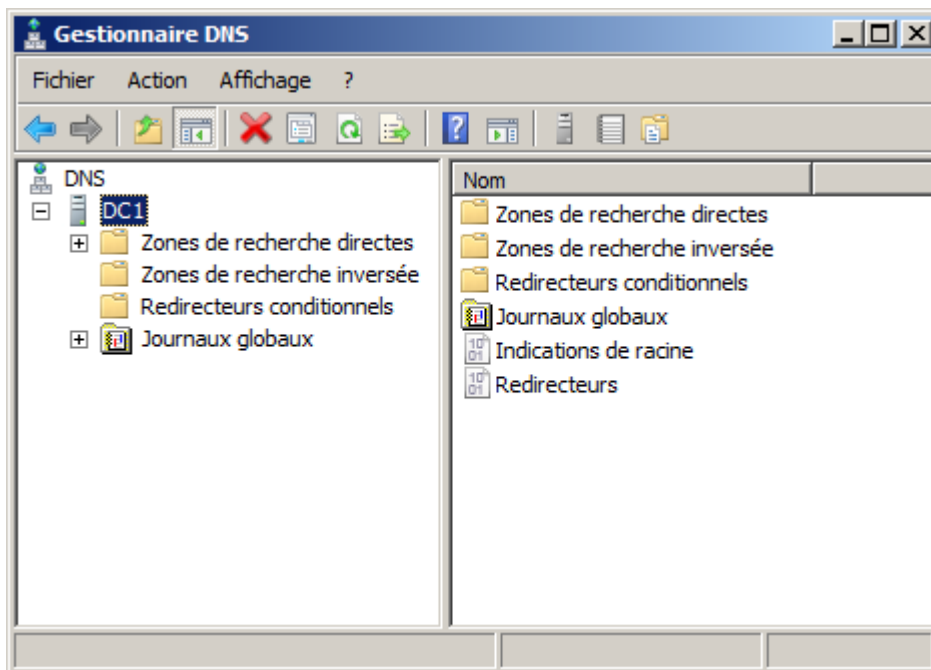 Gestionnaire DNS
Fichier Action Affichage ?
DNS
DC1
Zones de recherche directes
Zones de recherche inversée
Redirecteurs conditionnels
Journaux globaux
Nom
Zones de recherche directes
Zones de recherche inversée
Redirecteurs conditionnels
Journaux globaux
Indications de racine
Redirecteurs